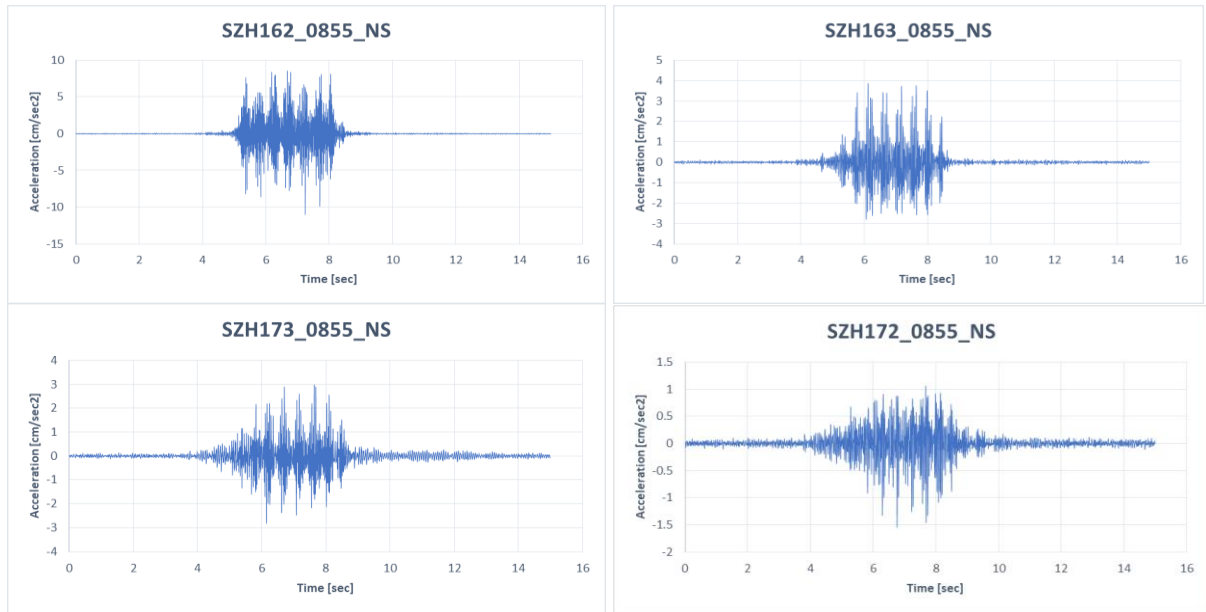 SZH162_0855_NS
10
5
0
-5
-10
-15
0 2 4 6 8 10 12 14 16
Acceleration [cm/sec2]
Time [sec]
SZH163_0855_NS
5
4
3
2
1
0
-1
-2
-3
-4
0 2 4 6 8 10 12 14 16
Acceleration [cm/sec2]
Time [sec]
SZH173_0855_NS
4
3
2
1
0
-1
-2
-3
-4
0 2 4 6 8 10 12 14 16
Acceleration [cm/sec2]
Time [sec]
SZH172_0855_NS
1.5
1
0.5
0
-0.5
-1
-1.5
-2
0 2 4 6 8 10 12 14 16
Acceleration [cm/sec2]
Time [sec]